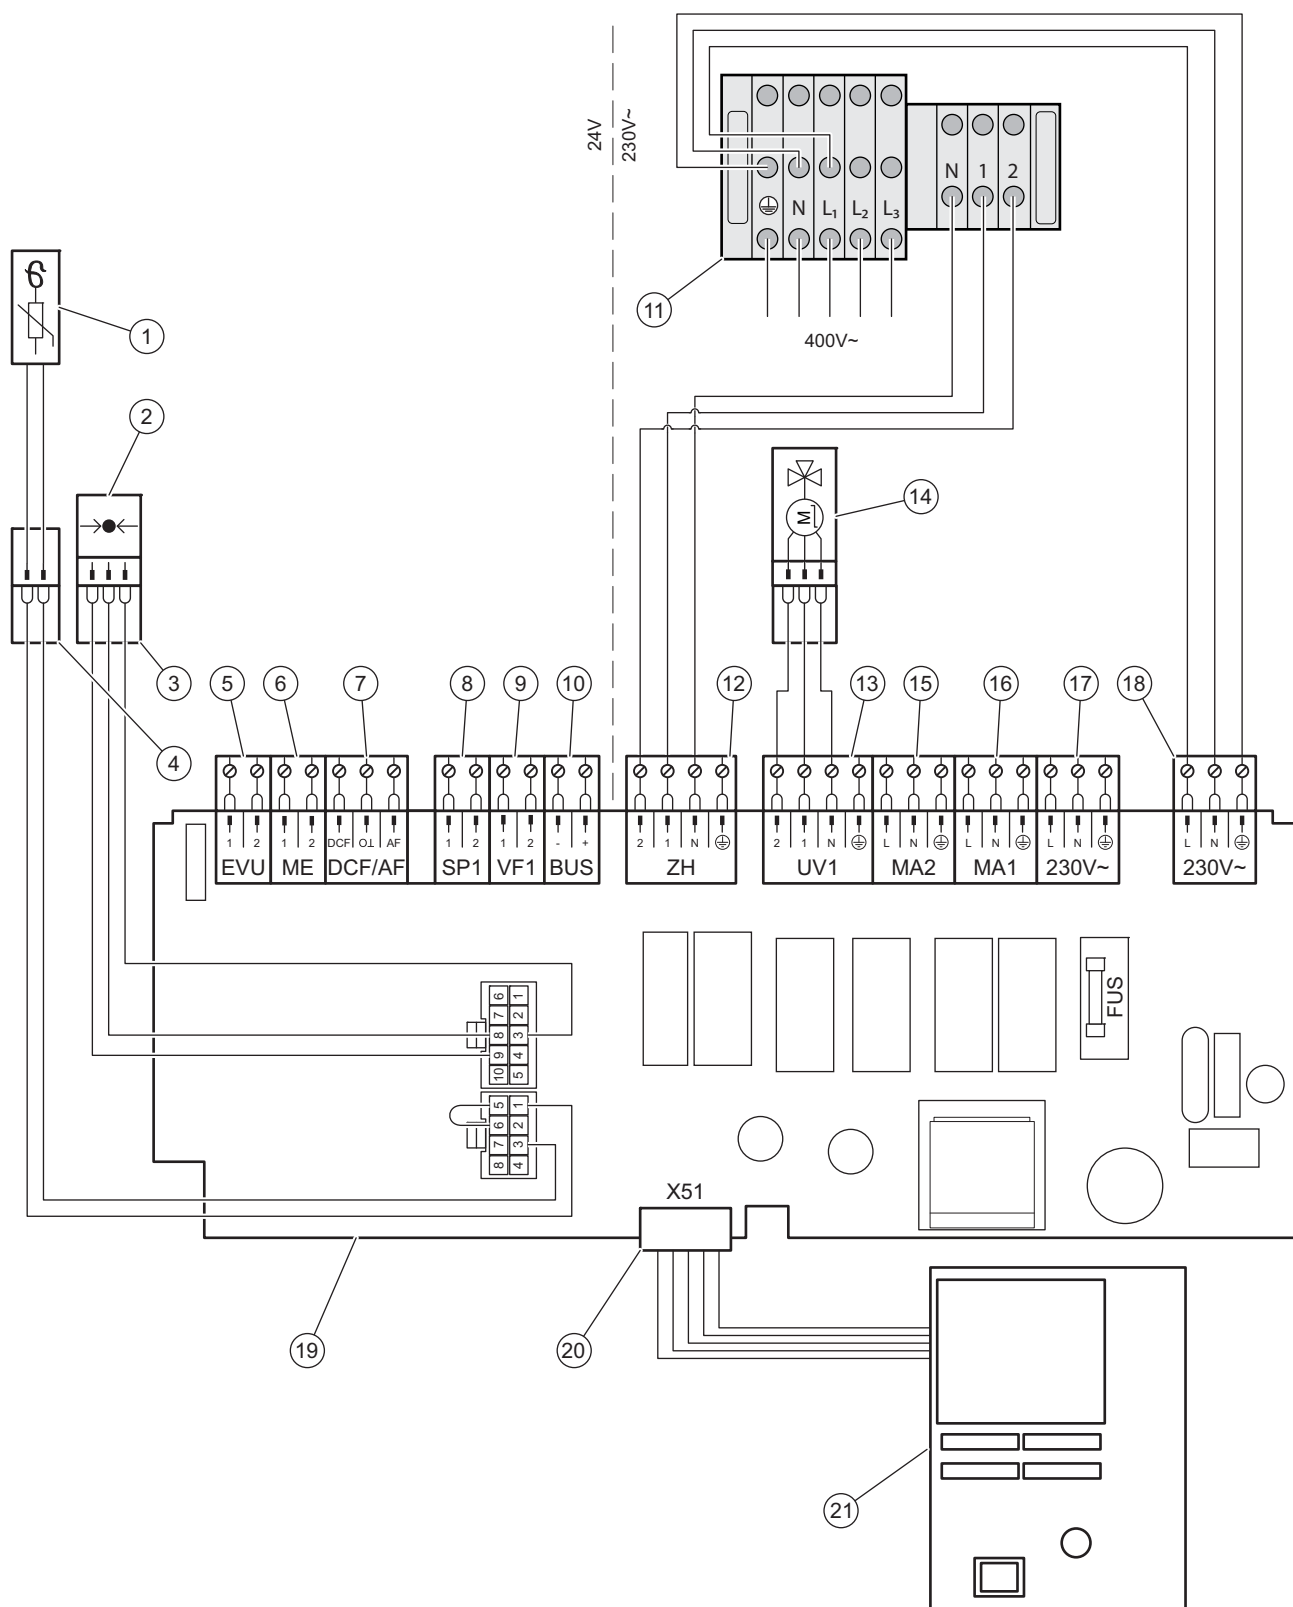 24V
230V~
N 1 2
N L1 L2 L3
11
400V~
1
2
14
3
4
5 6 7 8 9 10 12 13 15 16 17 18
1 2 1 2 DCF O⊥ AF 1 2 1 2 - + 2 1 N 2 1 N L N L N L N L N
EVU ME DCF/AF SP1 VF1 BUS ZH UV1 MA2 MA1 230V~ 230V~
M
FUS
6 1
7 2
8 3
9 4
10 5
5 1
6 2
7 3
8 4
X51
19
20
21